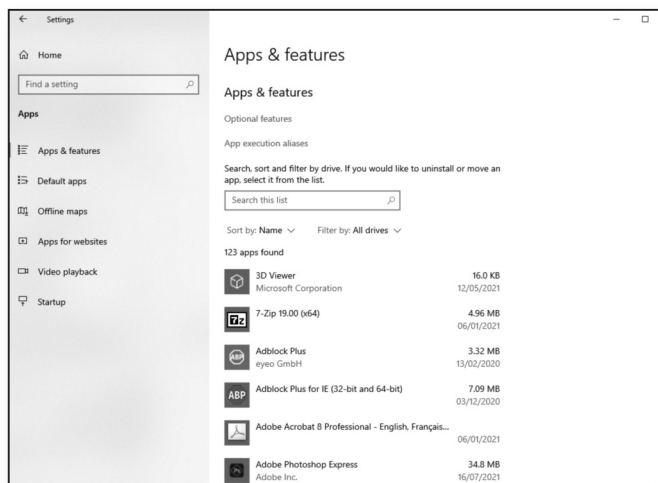 Settings
Home
Find a setting
Apps
Apps & features
Default apps
Offline maps
Apps for websites
Video playback
Startup
Apps & features
Apps & features
Optional features
App execution aliases
Search, sort and filter by drive. If you would like to uninstall or move an
app, select it from the list.
Search this list
Sort by: Name Filter by: All drives
123 apps found
3D Viewer 16.0 KB
Microsoft Corporation 12/05/2021
7-Zip 19.00 (x64) 4.96 MB
7z
06/01/2021
Adblock Plus 3.32 MB
ABP
eyeo GmbH 13/02/2020
Adblock Plus for IE (32-bit and 64-bit) 7.09 MB
ABP
03/12/2020
Adobe Acrobat 8 Professional - English, Français...
06/01/2021
Adobe Photoshop Express 34.8 MB
Adobe Inc. 16/07/2021